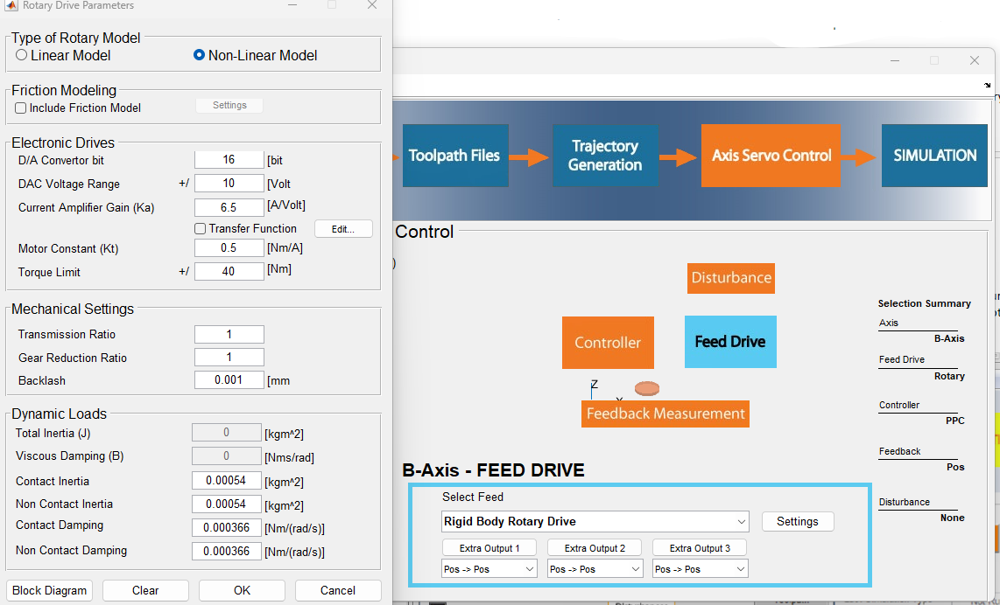 Rotary Drive Parameters
Type of Rotary Model
Linear Model
Non-Linear Model
Friction Modeling
Include Friction Model
Settings
Electronic Drives
D/A Convertor bit 16 [bit
DAC Voltage Range +/ 10 [Volt
Current Amplifier Gain (Ka) 6.5 [A/Volt]
Transfer Function Edit...
Motor Constant (Kt) 0.5 [Nm/A]
Torque Limit +/ 40 [Nm]
Mechanical Settings
Transmission Ratio 1
Gear Reduction Ratio 1
Backlash 0.001 [mm
Dynamic Loads
Total Inertia (J) 0 [kgm^2]
Viscous Damping (B) 0 [Nms/rad]
Contact Inertia 0.00054 [kgm^2]
Non Contact Inertia 0.00054 [kgm^2]
Contact Damping 0.000366 [Nm/(rad/s)]
Non Contact Damping 0.000366 [Nm/(rad/s)]
Block Diagram Clear OK Cancel
Toolpath Files
Trajectory
Generation
Axis Servo Control
SIMULATION
Control
)
Disturbance
Controller
Feed Drive
Z
Feedback Measurement
Selection Summary
Axis
B-Axis
Feed Drive
Rotary
Controller
PPC
Feedback
Pos
Disturbance
None
B-Axis - FEED DRIVE
Select Feed
Rigid Body Rotary Drive
Settings
Extra Output 1 Extra Output 2 Extra Output 3
Pos -> Pos Pos -> Pos Pos -> Pos